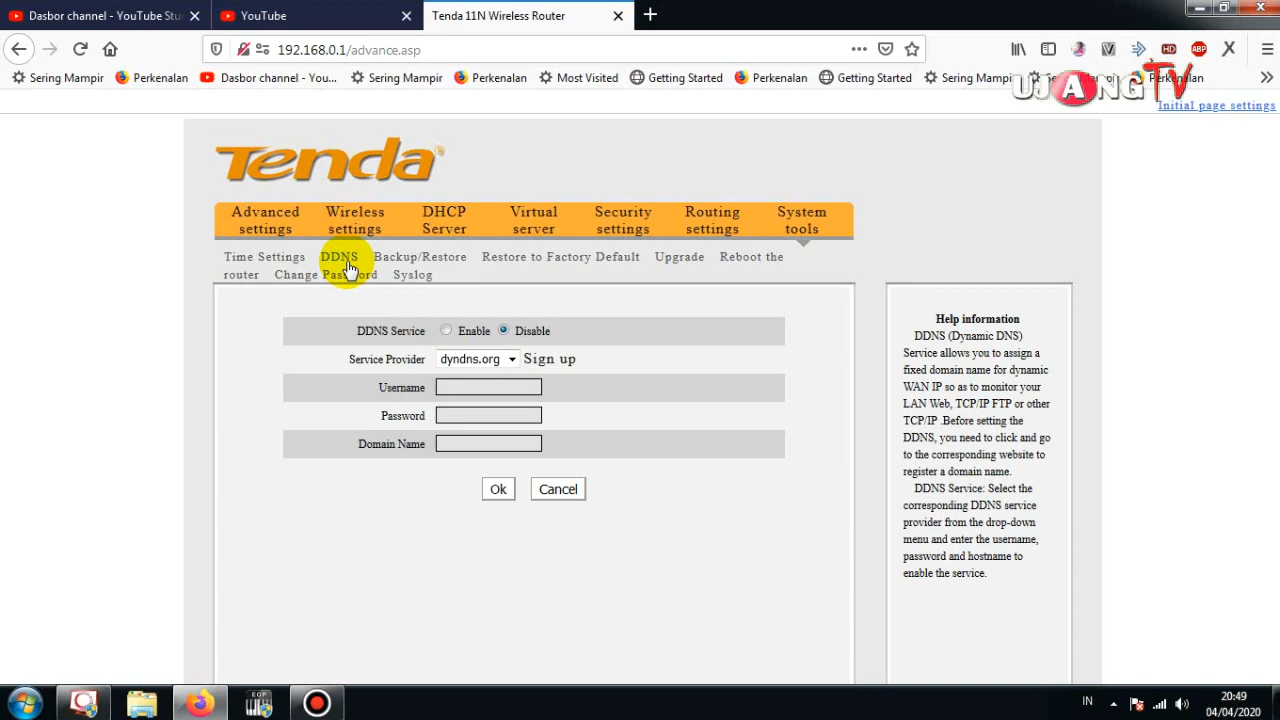 Dasbor channel - YouTube Stu
YouTube
Tenda 11N Wireless Router
192.168.0.1/advance.asp
HD
ABP
Sering Mampir
Perkenalan
Dasbor channel - You...
Sering Mampir
Perkenalan
Most Visited
Getting Started
Perkenalan
Getting Started
Sering Mampi
Perkenalan
UJANG TV
Initial page settings
Tenda
Advanced settings
Wireless settings
DHCP Server
Virtual server
Security settings
Routing settings
System tools
Time Settings DDNS Backup/Restore Restore to Factory Default Upgrade Reboot the
router Change Password Syslog
DDNS Service Enable Disable
Service Provider dyndns.org Sign up
Username
Password
Domain Name
Ok Cancel
Help information
DDNS (Dynamic DNS)
Service allows you to assign a
fixed domain name for dynamic
WAN IP so as to monitor your
LAN Web, TCP/IP FTP or other
TCP/IP .Before setting the
DDNS, you need to click and go
to the corresponding website to
register a domain name.
DDNS Service: Select the
corresponding DDNS service
provider from the drop-down
menu and enter the username,
password and hostname to
enable the service.
EOP
IN
20:49
04/04/2020